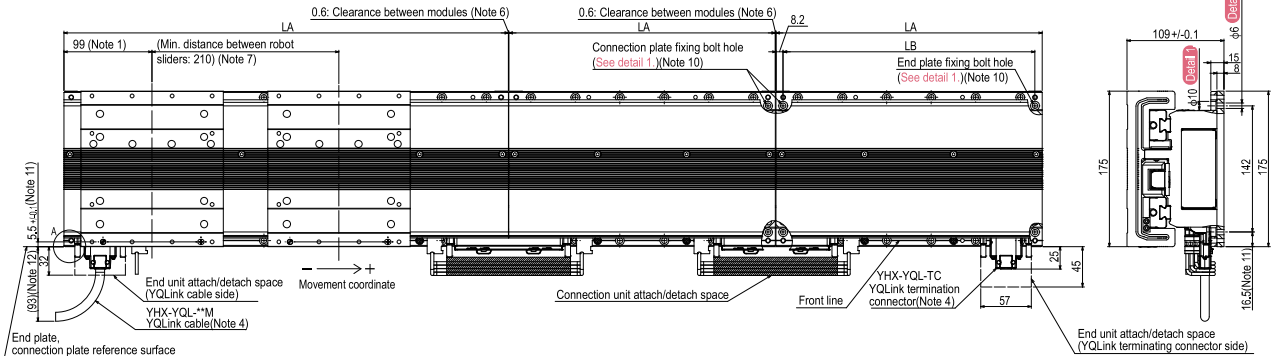 LA
0.6: Clearance between modules (Note 6)
LA
0.6: Clearance between modules (Note 6)
LA
8.2
99 (Note 1)
(Min. distance between robot
sliders: 210) (Note 7)
Connection plate fixing bolt hole
(See detail 1.)(Note 10)
LB
End plate fixing bolt hole
(See detail 1.)(Note 10)
109+/-0.1
φ6
15
8
Detail 1
φ10
175
142
175
16.5(Note 11)
5.5 +/-0.1(Note 11)
A
32
(93)(Note 12)
End unit attach/detach space
(YQLink cable side)
YHX-YQL-**M
YQLink cable(Note 4)
End plate,
connection plate reference surface
− +
Movement coordinate
Connection unit attach/detach space
Front line
YHX-YQL-TC
YQLink termination
connector(Note 4)
25
45
57
End unit attach/detach space
(YQLink terminating connector side)